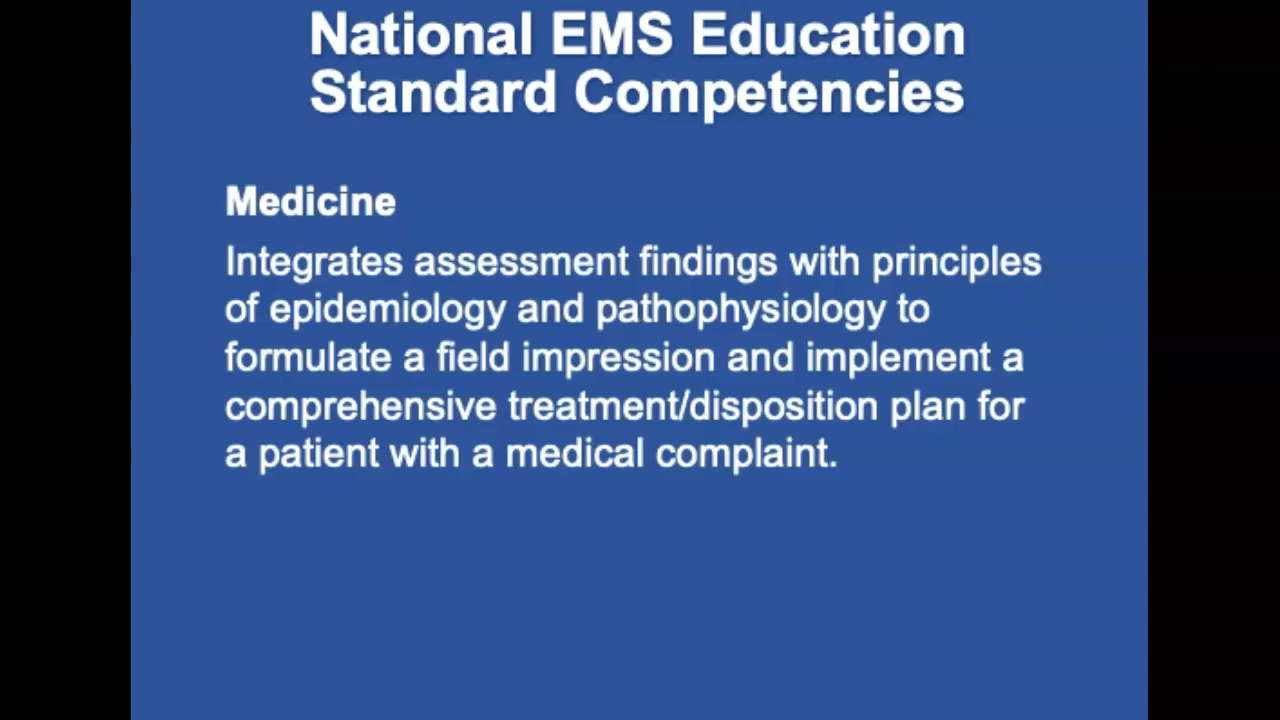 National EMS Education
Standard Competencies
Medicine
Integrates assessment findings with principles
of epidemiology and pathophysiology to
formulate a field impression and implement a
comprehensive treatment/disposition plan for
a patient with a medical complaint.